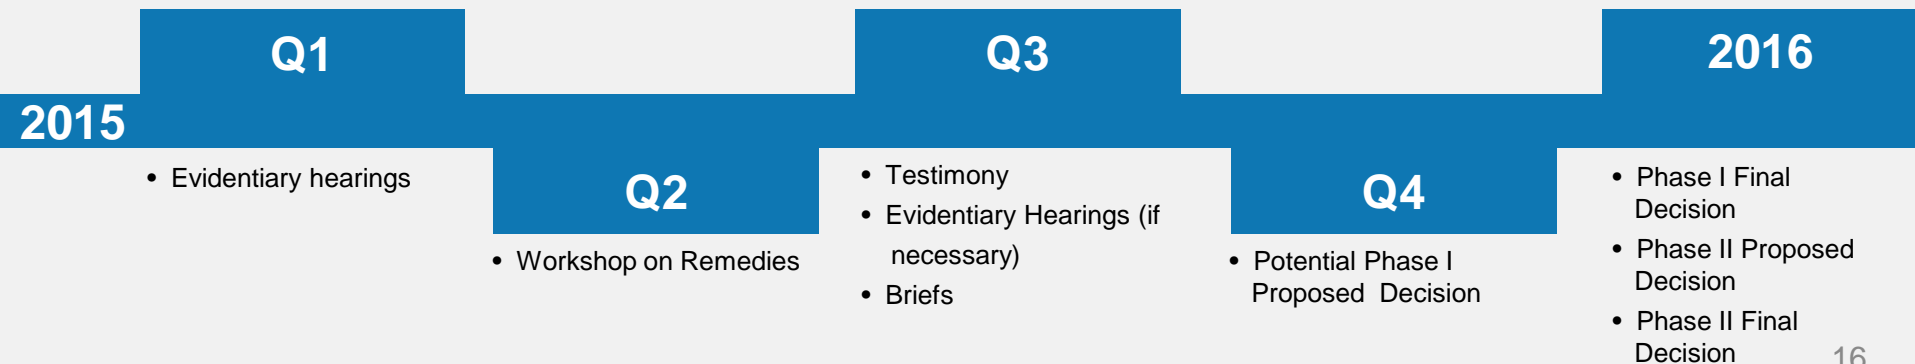 2015
Q1
• Evidentiary hearings
Q2
• Workshop on Remedies
Q3
• Testimony
• Evidentiary Hearings (if
necessary)
• Briefs
Q4
• Potential Phase I
Proposed Decision
2016
• Phase I Final
Decision
• Phase II Proposed
Decision
• Phase II Final
Decision
16